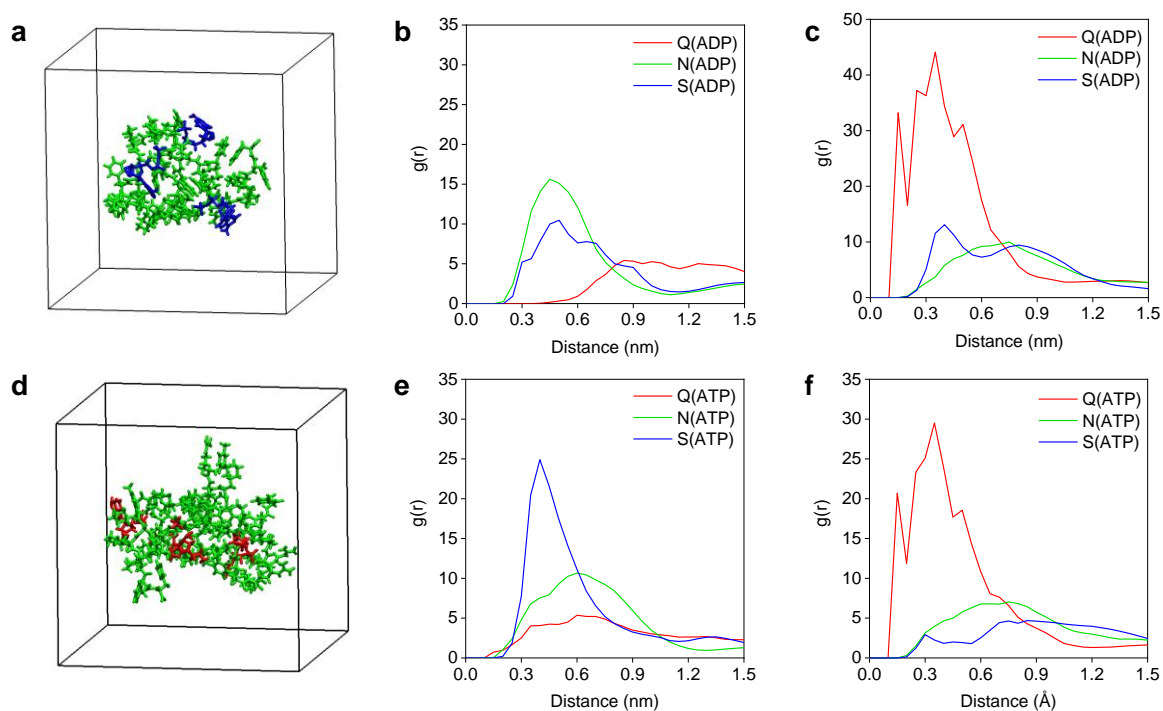 a
b
35
30
25
20
15
10
5
0
g(r)
0.0 0.3 0.6 0.9 1.2 1.5
Distance (nm)
Q(ADP)
N(ADP)
S(ADP)
c
50
40
30
20
10
0
g(r)
0.0 0.3 0.6 0.9 1.2 1.5
Distance (nm)
Q(ADP)
N(ADP)
S(ADP)
d
e
35
30
25
20
15
10
5
0
g(r)
0.0 0.3 0.6 0.9 1.2 1.5
Distance (nm)
Q(ATP)
N(ATP)
S(ATP)
f
35
30
25
20
15
10
5
0
g(r)
0.0 0.3 0.6 0.9 1.2 1.5
Distance (Å)
Q(ATP)
N(ATP)
S(ATP)